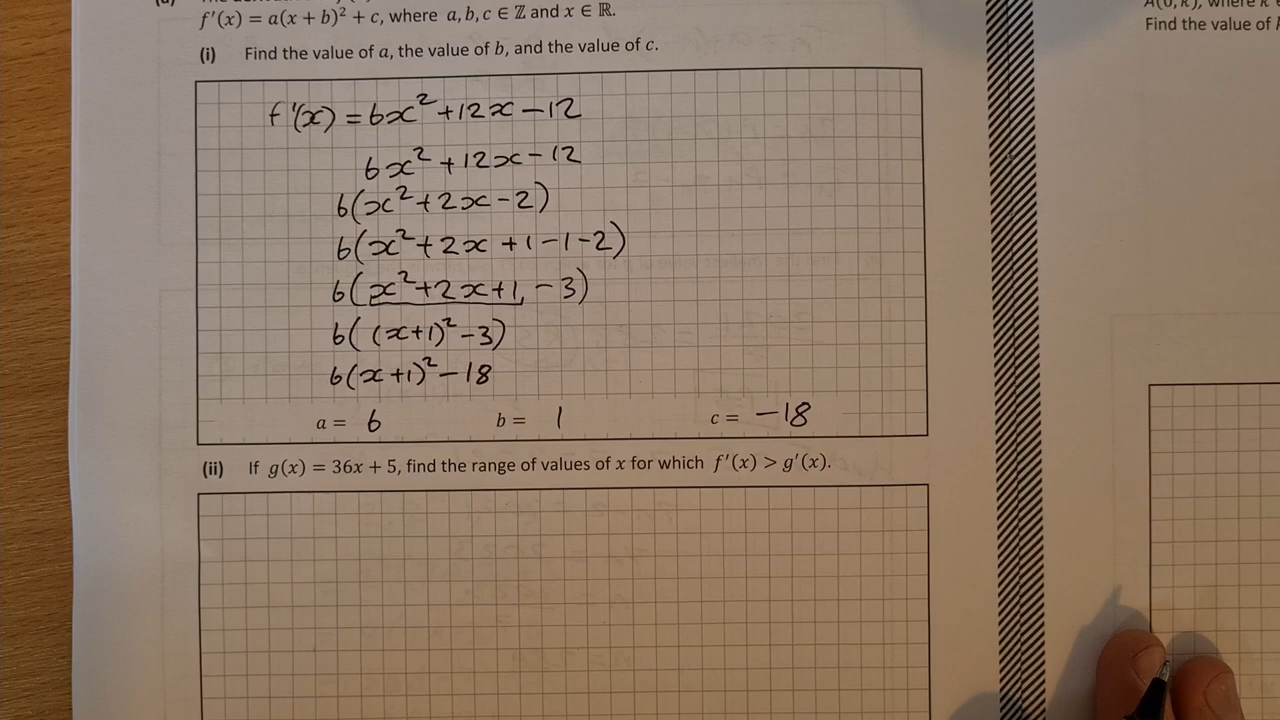 f′(x) = a(x + b)² + c, where a, b, c ∈ ℤ and x ∈ ℝ.
(i) Find the value of a, the value of b, and the value of c.
f'(x) = 6x² + 12x - 12
6x² + 12x - 12
6(x² + 2x - 2)
6(x² + 2x + 1 - 1 - 2)
6(x² + 2x + 1 - 3)
6((x+1)² - 3)
6(x+1)² - 18
a = 6 b = 1 c = -18
(ii) If g(x) = 36x + 5, find the range of values of x for which f′(x) > g′(x).
Find the value of